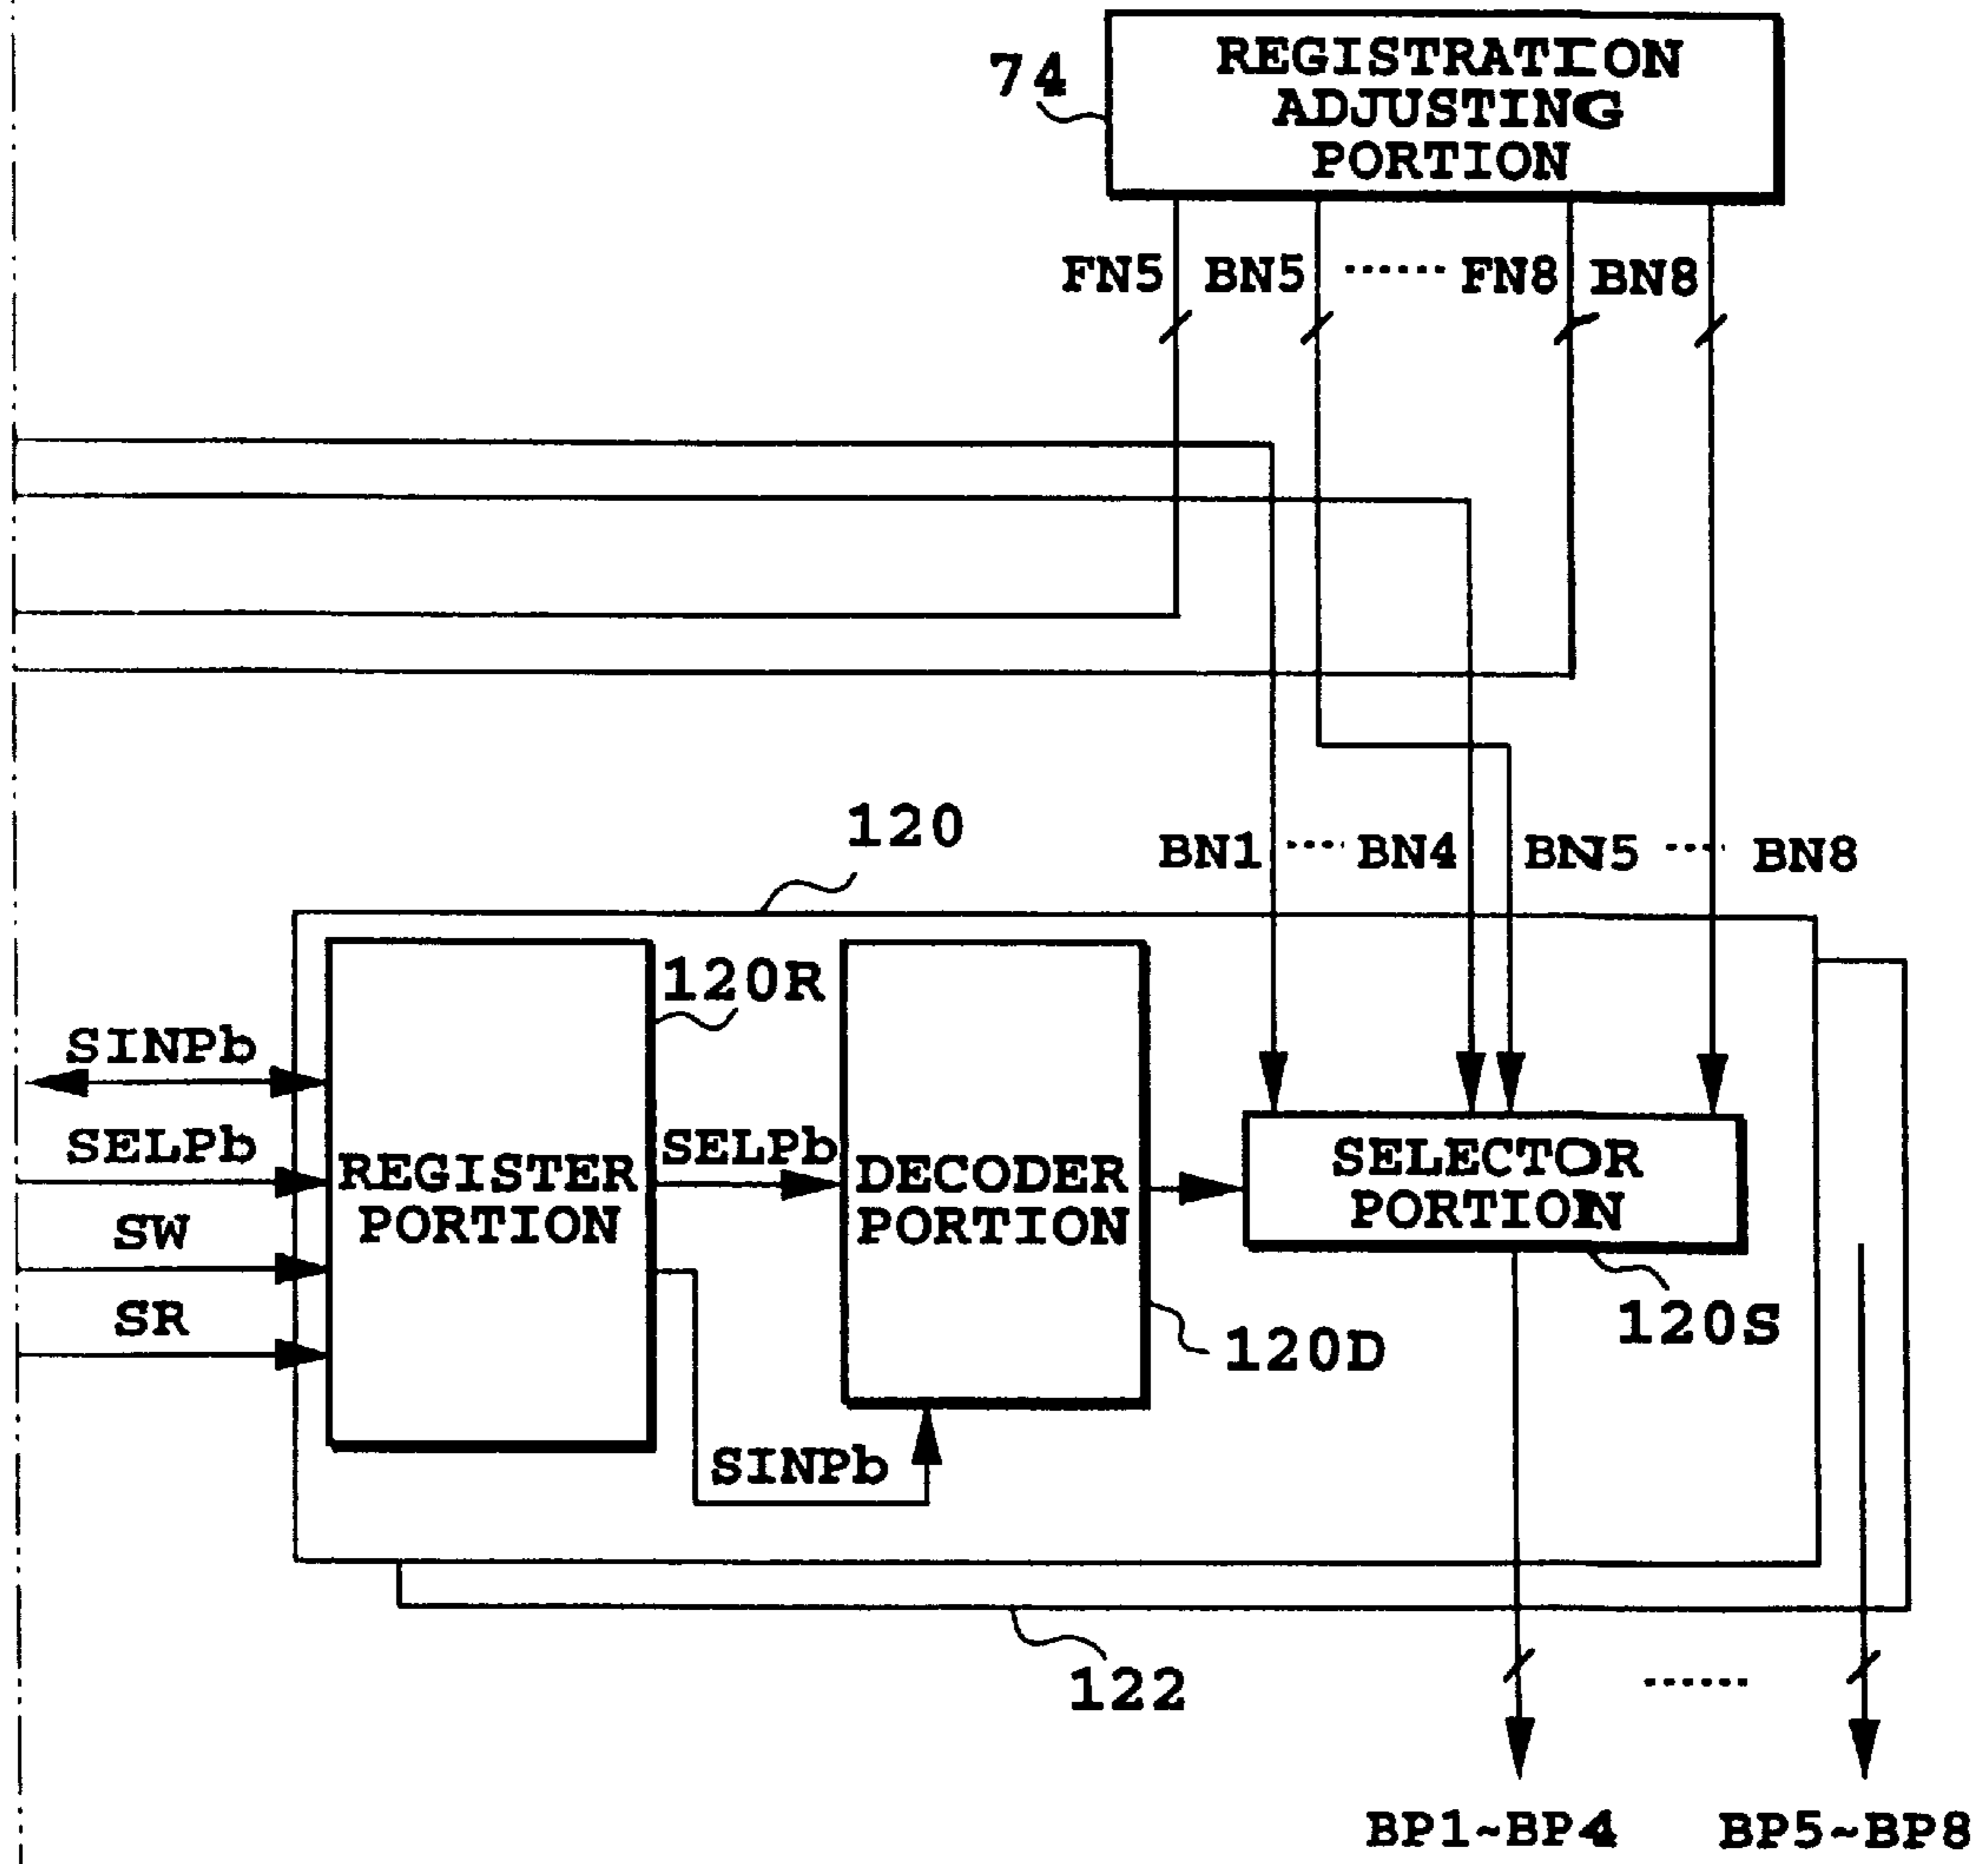 74
REGISTRATION
ADJUSTING
PORTION
FN5 BN5 ...... FN8 BN8
120
BN1 .... BN4 BN5 .... BN8
120R
SINPb
SELPb
SW
SR
REGISTER
PORTION
SELPb
DECODER
PORTION
SELECTOR
PORTION
120S
120D
SINPb
122
......
BP1~BP4 BP5~BP8